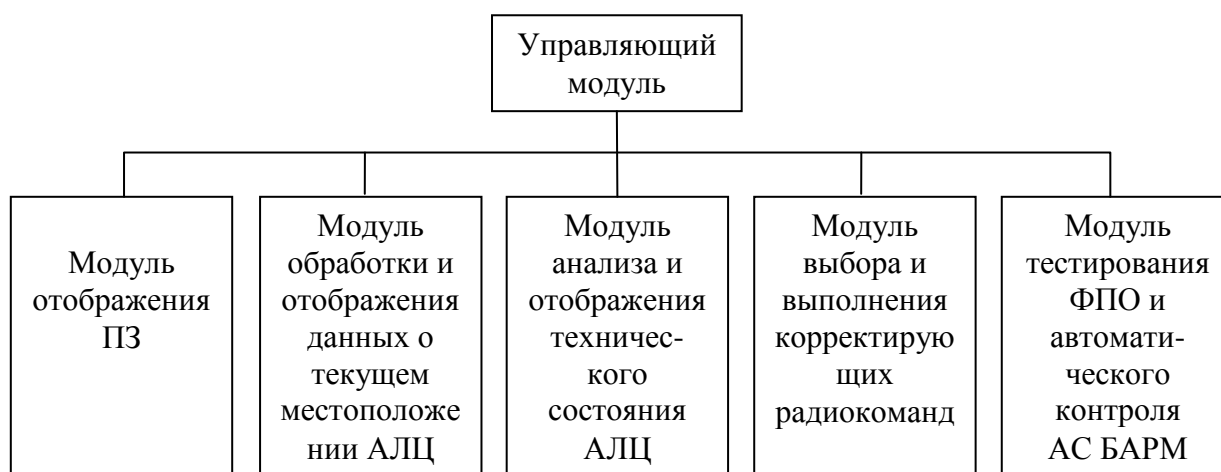 Управляющий
модуль
Модуль
отображения
ПЗ
Модуль
обработки и
отображения
данных о
текущем
местоположе
нии АЛЦ
Модуль
анализа и
отображения
техничес-
кого
состояния
АЛЦ
Модуль
выбора и
выполнения
корректирую
щих
радиокоманд
Модуль
тестирования
ФПО и
автомати-
ческого
контроля
АС БАРМ